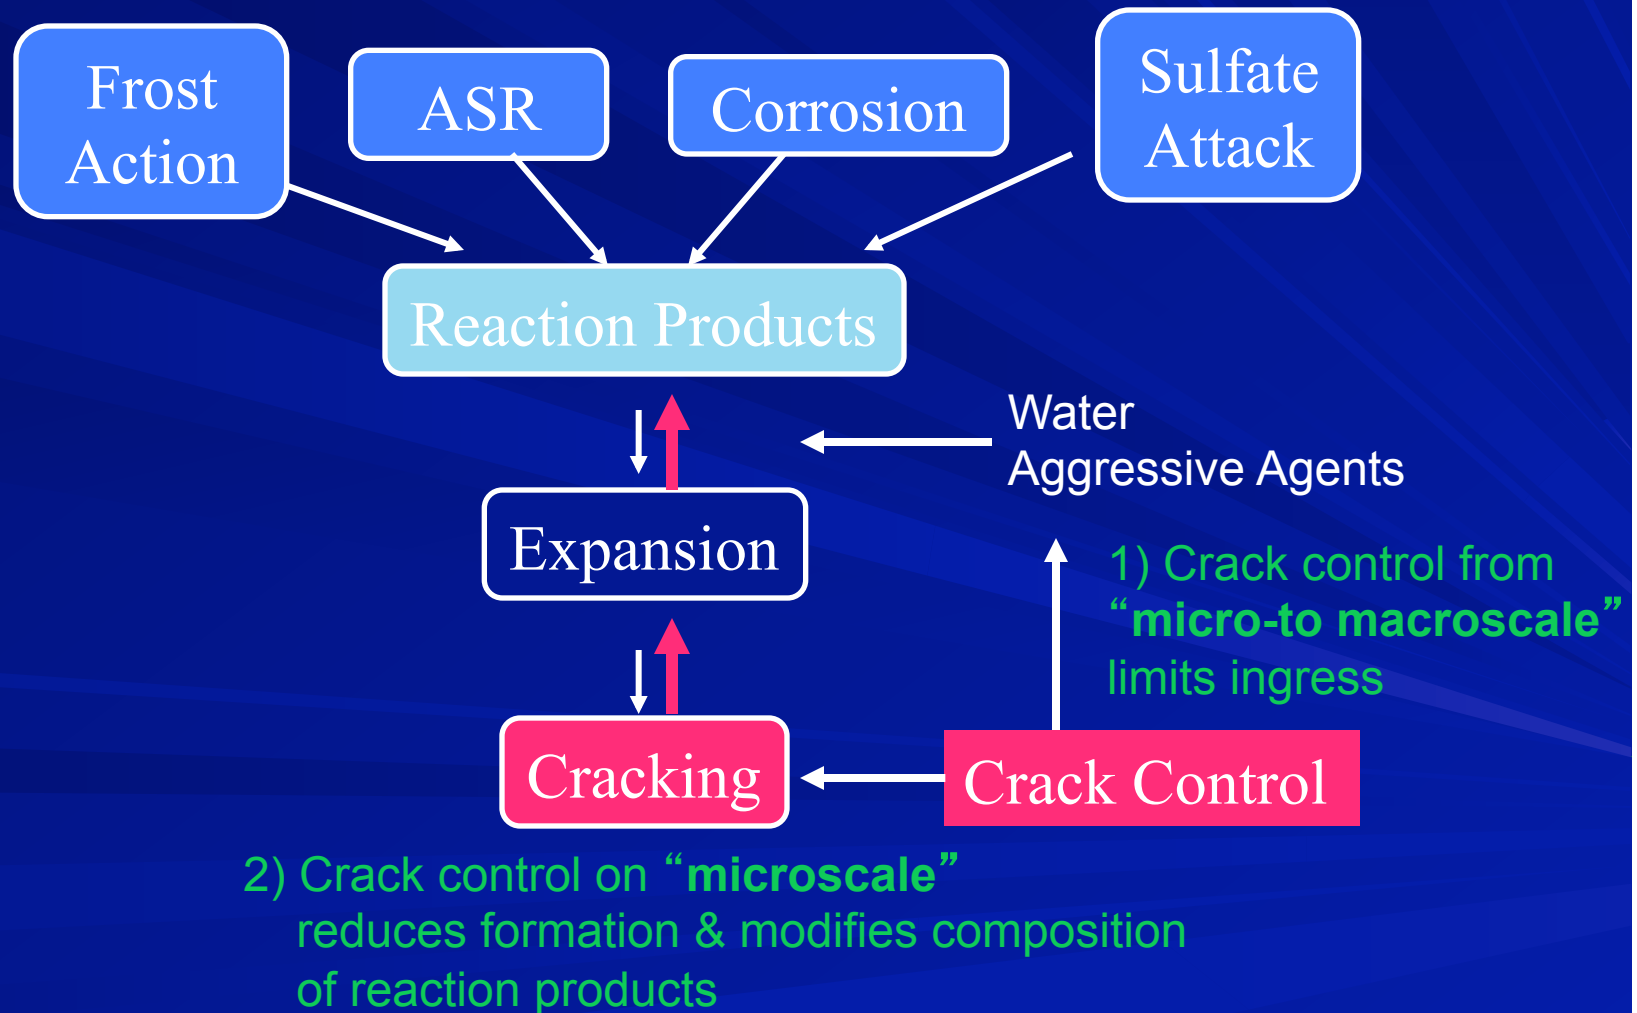 Frost
Action
ASR
Corrosion
Sulfate
Attack
Reaction Products
Water
Aggressive Agents
Expansion
1) Crack control from
“micro-to macroscale”
limits ingress
Cracking
Crack Control
2) Crack control on “microscale”
reduces formation & modifies composition
of reaction products